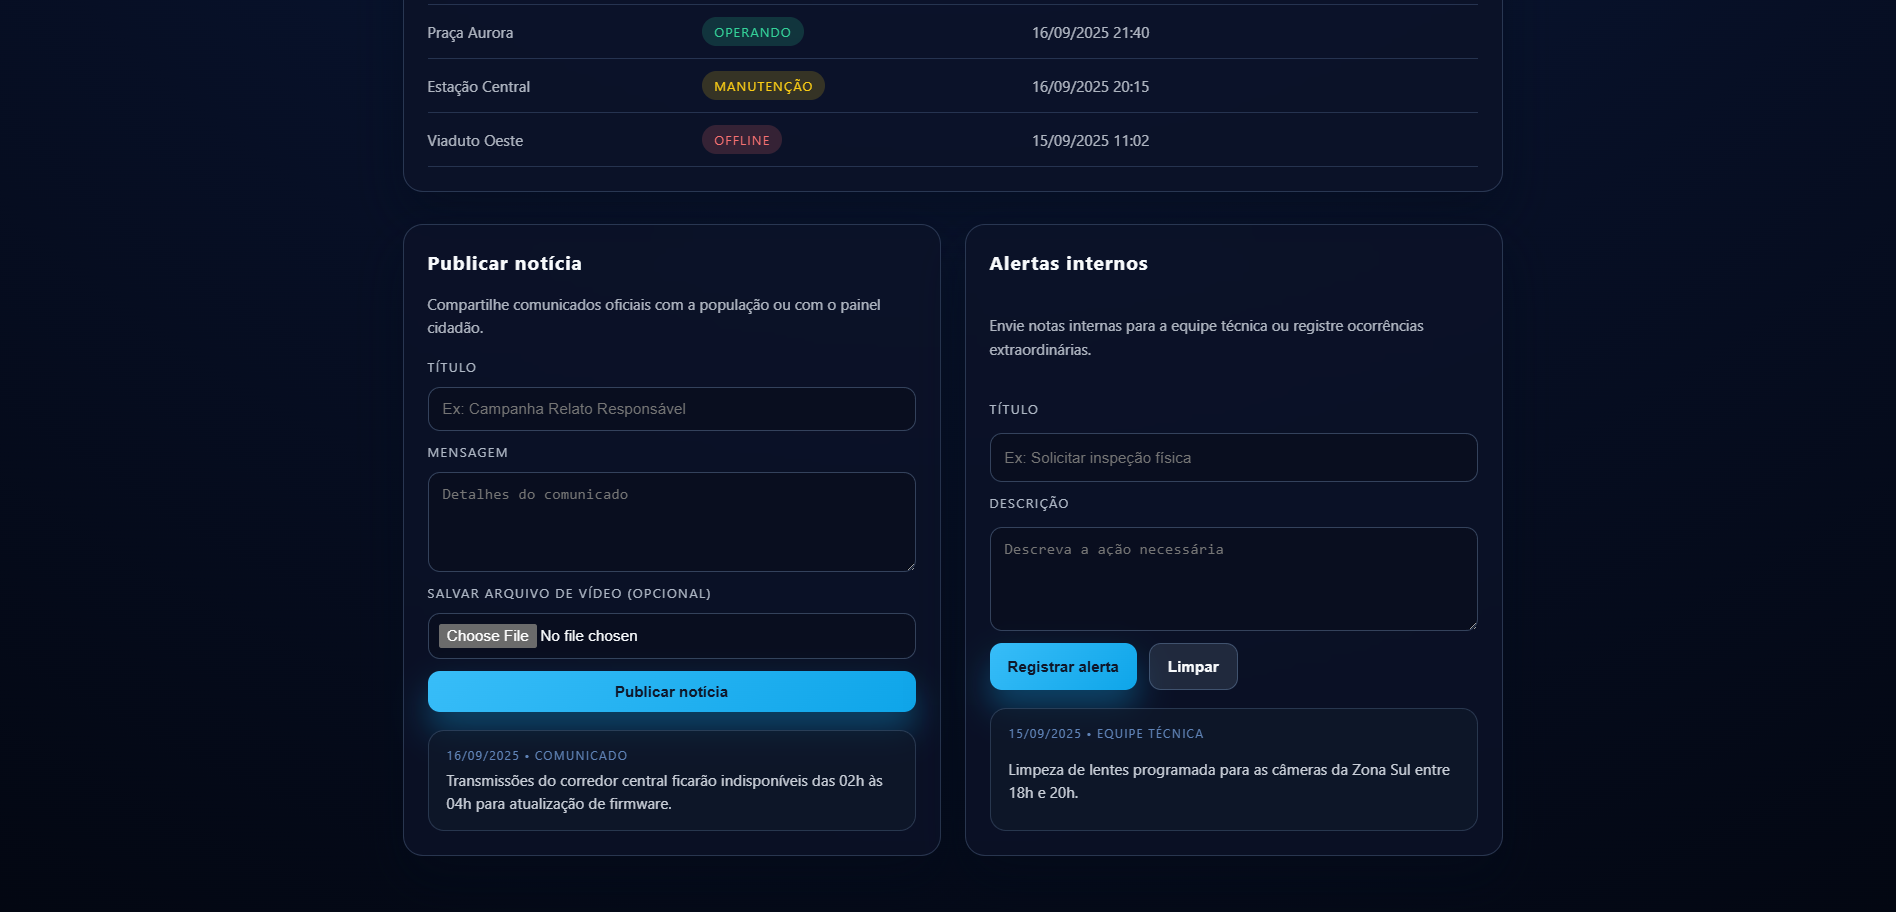 Praça Aurora OPERANDO 16/09/2025 21:40
Estação Central MANUTENÇÃO 16/09/2025 20:15
Viaduto Oeste OFFLINE 15/09/2025 11:02
Publicar notícia
Compartilhe comunicados oficiais com a população ou com o painel
cidadão.
TÍTULO
Ex: Campanha Relato Responsável
MENSAGEM
Detalhes do comunicado
SALVAR ARQUIVO DE VÍDEO (OPCIONAL)
Choose File No file chosen
Publicar notícia
16/09/2025 • COMUNICADO
Transmissões do corredor central ficarão indisponíveis das 02h às
04h para atualização de firmware.
Alertas internos
Envie notas internas para a equipe técnica ou registre ocorrências
extraordinárias.
TÍTULO
Ex: Solicitar inspeção física
DESCRIÇÃO
Descreva a ação necessária
Registrar alerta Limpar
15/09/2025 • EQUIPE TÉCNICA
Limpeza de lentes programada para as câmeras da Zona Sul entre
18h e 20h.